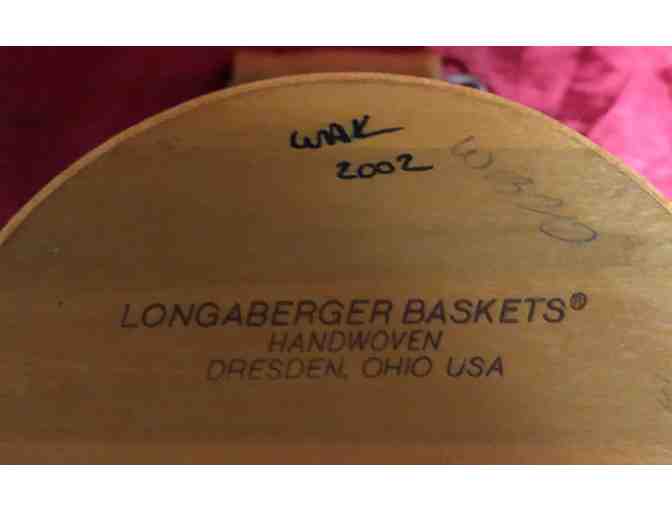 WAK
2002
LONGABERGER BASKETS®
HANDWOVEN
DRESDEN, OHIO USA